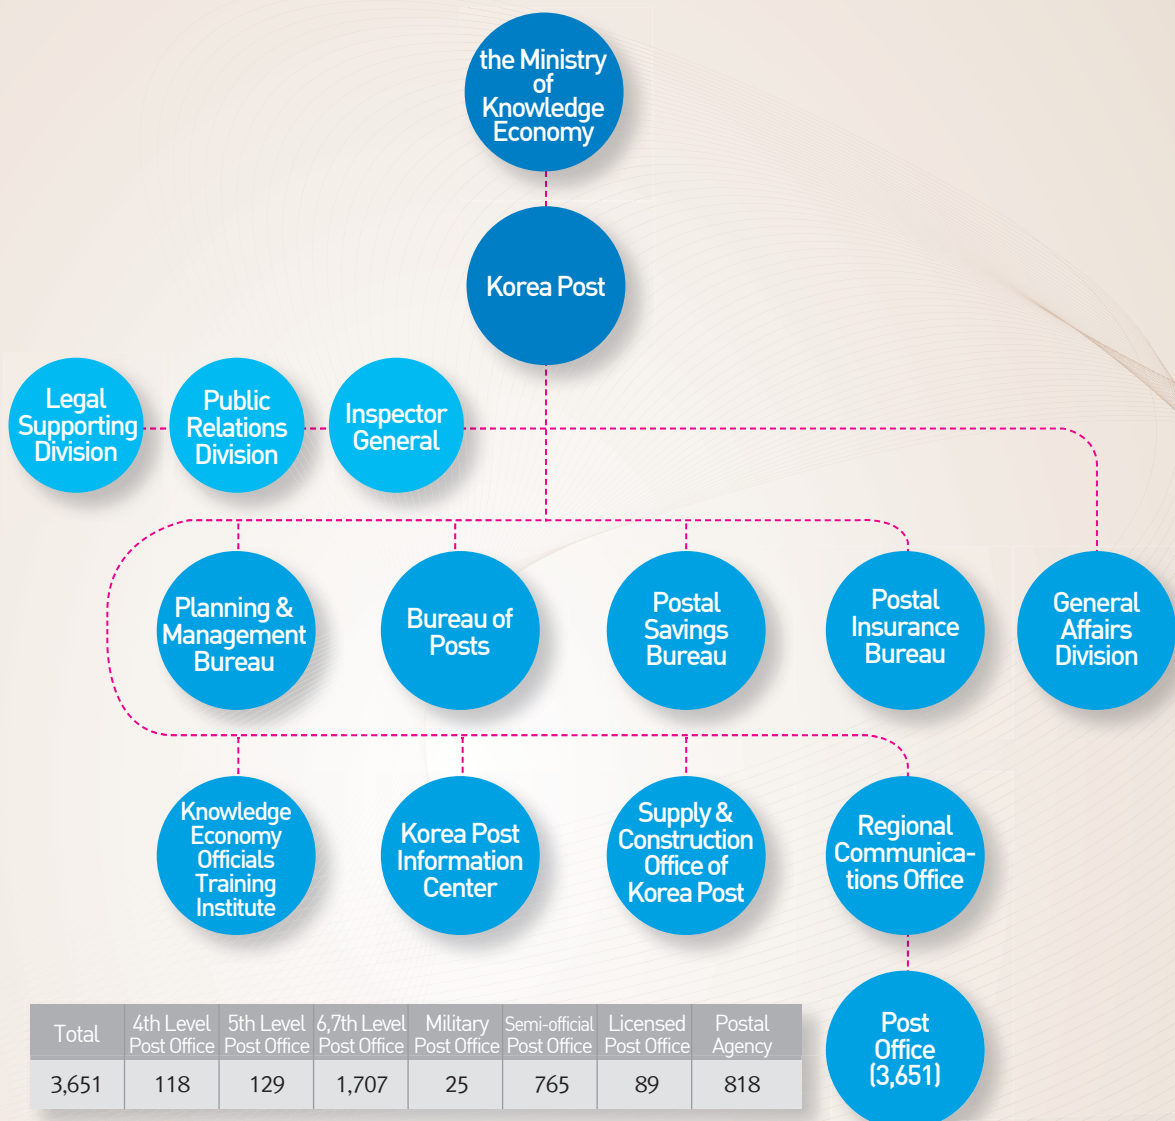 the Ministry
of
Knowledge
Economy
Korea Post
Legal
Supporting
Division
Public
Relations
Division
Inspector
General
Planning &
Management
Bureau
Bureau of
Posts
Postal
Savings
Bureau
Postal
Insurance
Bureau
General
Affairs
Division
Knowledge
Economy
Officials
Training
Institute
Korea Post
Information
Center
Supply &
Construction
Office of
Korea Post
Regional
Communica-
tions Office
Post
Office
(3,651)
Total
4th Level
Post Office
5th Level
Post Office
6,7th Level
Post Office
Military
Post Office
Semi-official
Post Office
Licensed
Post Office
Postal
Agency
3,651 118 129 1,707 25 765 89 818